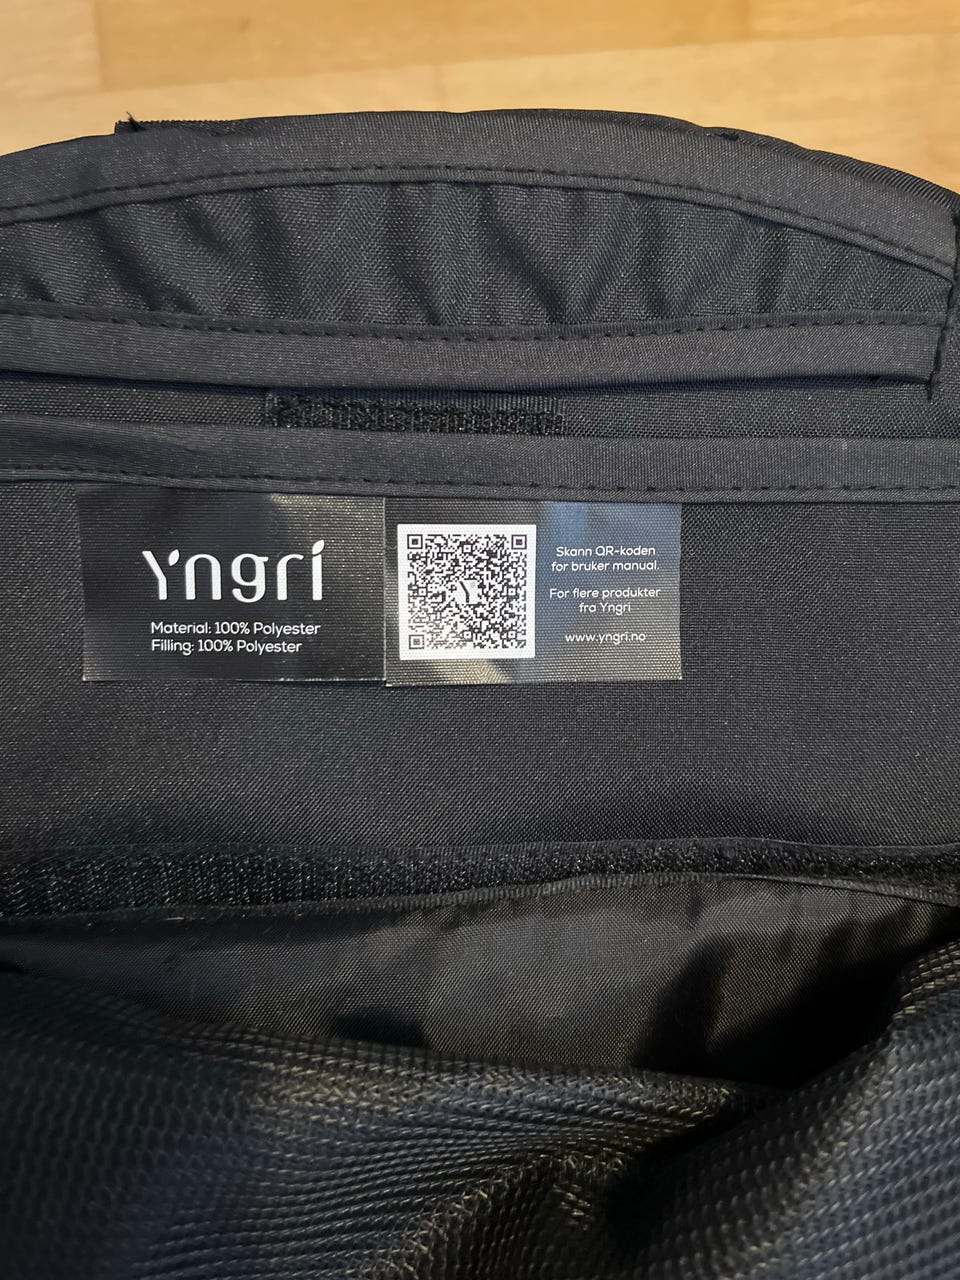 Yngri
Material: 100% Polyester
Filling: 100% Polyester
Skann QR-koden
for bruker manual.
For flere produkter
fra Yngri
www.yngri.no